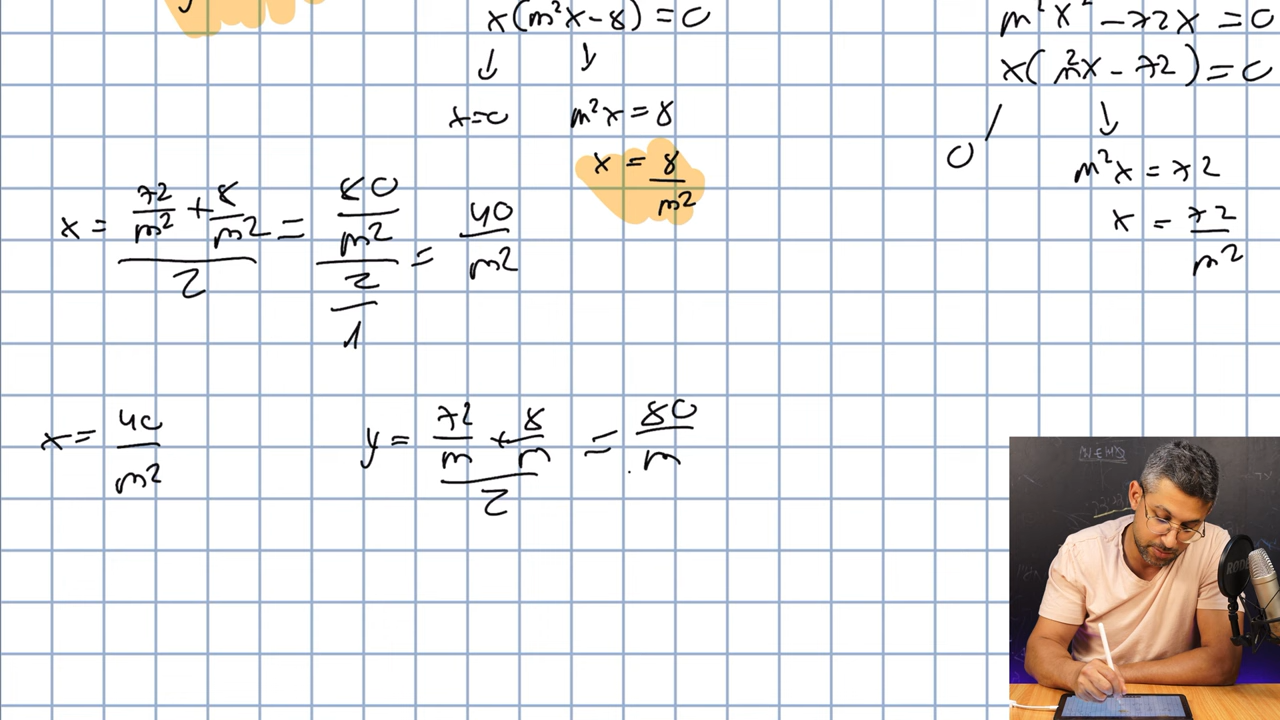 x(m²x-8) = 0
↓ ↓
x=0 m²x = 8
x = 8/m²
m²x² - 72x = 0
x(m²x - 72) = 0
/ ↓
0 m²x = 72
x = 72/m²
x = (72/m² + 8/m²)/2 = (80/m²)/(2/1) = 40/m²
x = 40/m²
y = (72/m + 8/m)/2 = 80/m
RODE